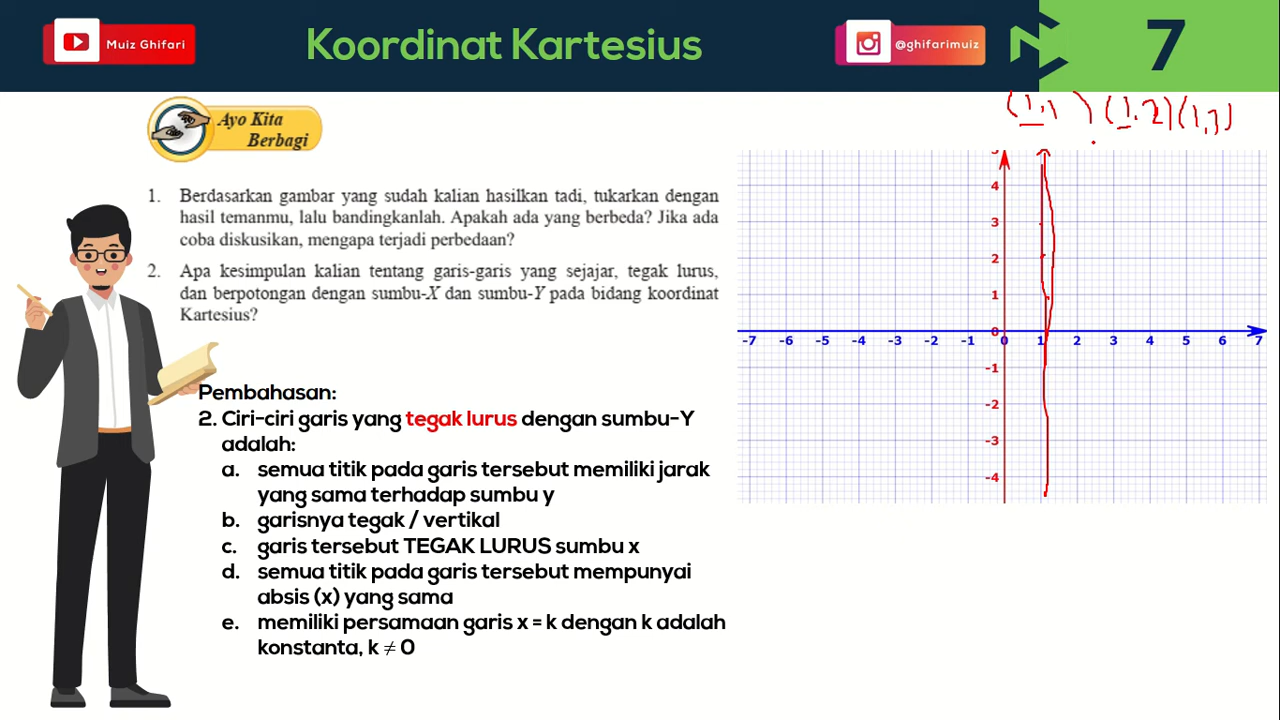 Muiz Ghifari
Koordinat Kartesius
@ghifarimuiz
7
Ayo Kita
Berbagi
(1,1) (1,2) (1,3)
1. Berdasarkan gambar yang sudah kalian hasilkan tadi, tukarkan dengan
hasil temanmu, lalu bandingkanlah. Apakah ada yang berbeda? Jika ada
coba diskusikan, mengapa terjadi perbedaan?
2. Apa kesimpulan kalian tentang garis-garis yang sejajar, tegak lurus,
dan berpotongan dengan sumbu-X dan sumbu-Y pada bidang koordinat
Kartesius?
Pembahasan:
2. Ciri-ciri garis yang tegak lurus dengan sumbu-Y
adalah:
a. semua titik pada garis tersebut memiliki jarak
yang sama terhadap sumbu y
b. garisnya tegak / vertikal
c. garis tersebut TEGAK LURUS sumbu x
d. semua titik pada garis tersebut mempunyai
absis (x) yang sama
e. memiliki persamaan garis x = k dengan k adalah
konstanta, k ≠ 0
5
4
3
2
1
0
-7 -6 -5 -4 -3 -2 -1 0 1 2 3 4 5 6 7
-1
-2
-3
-4